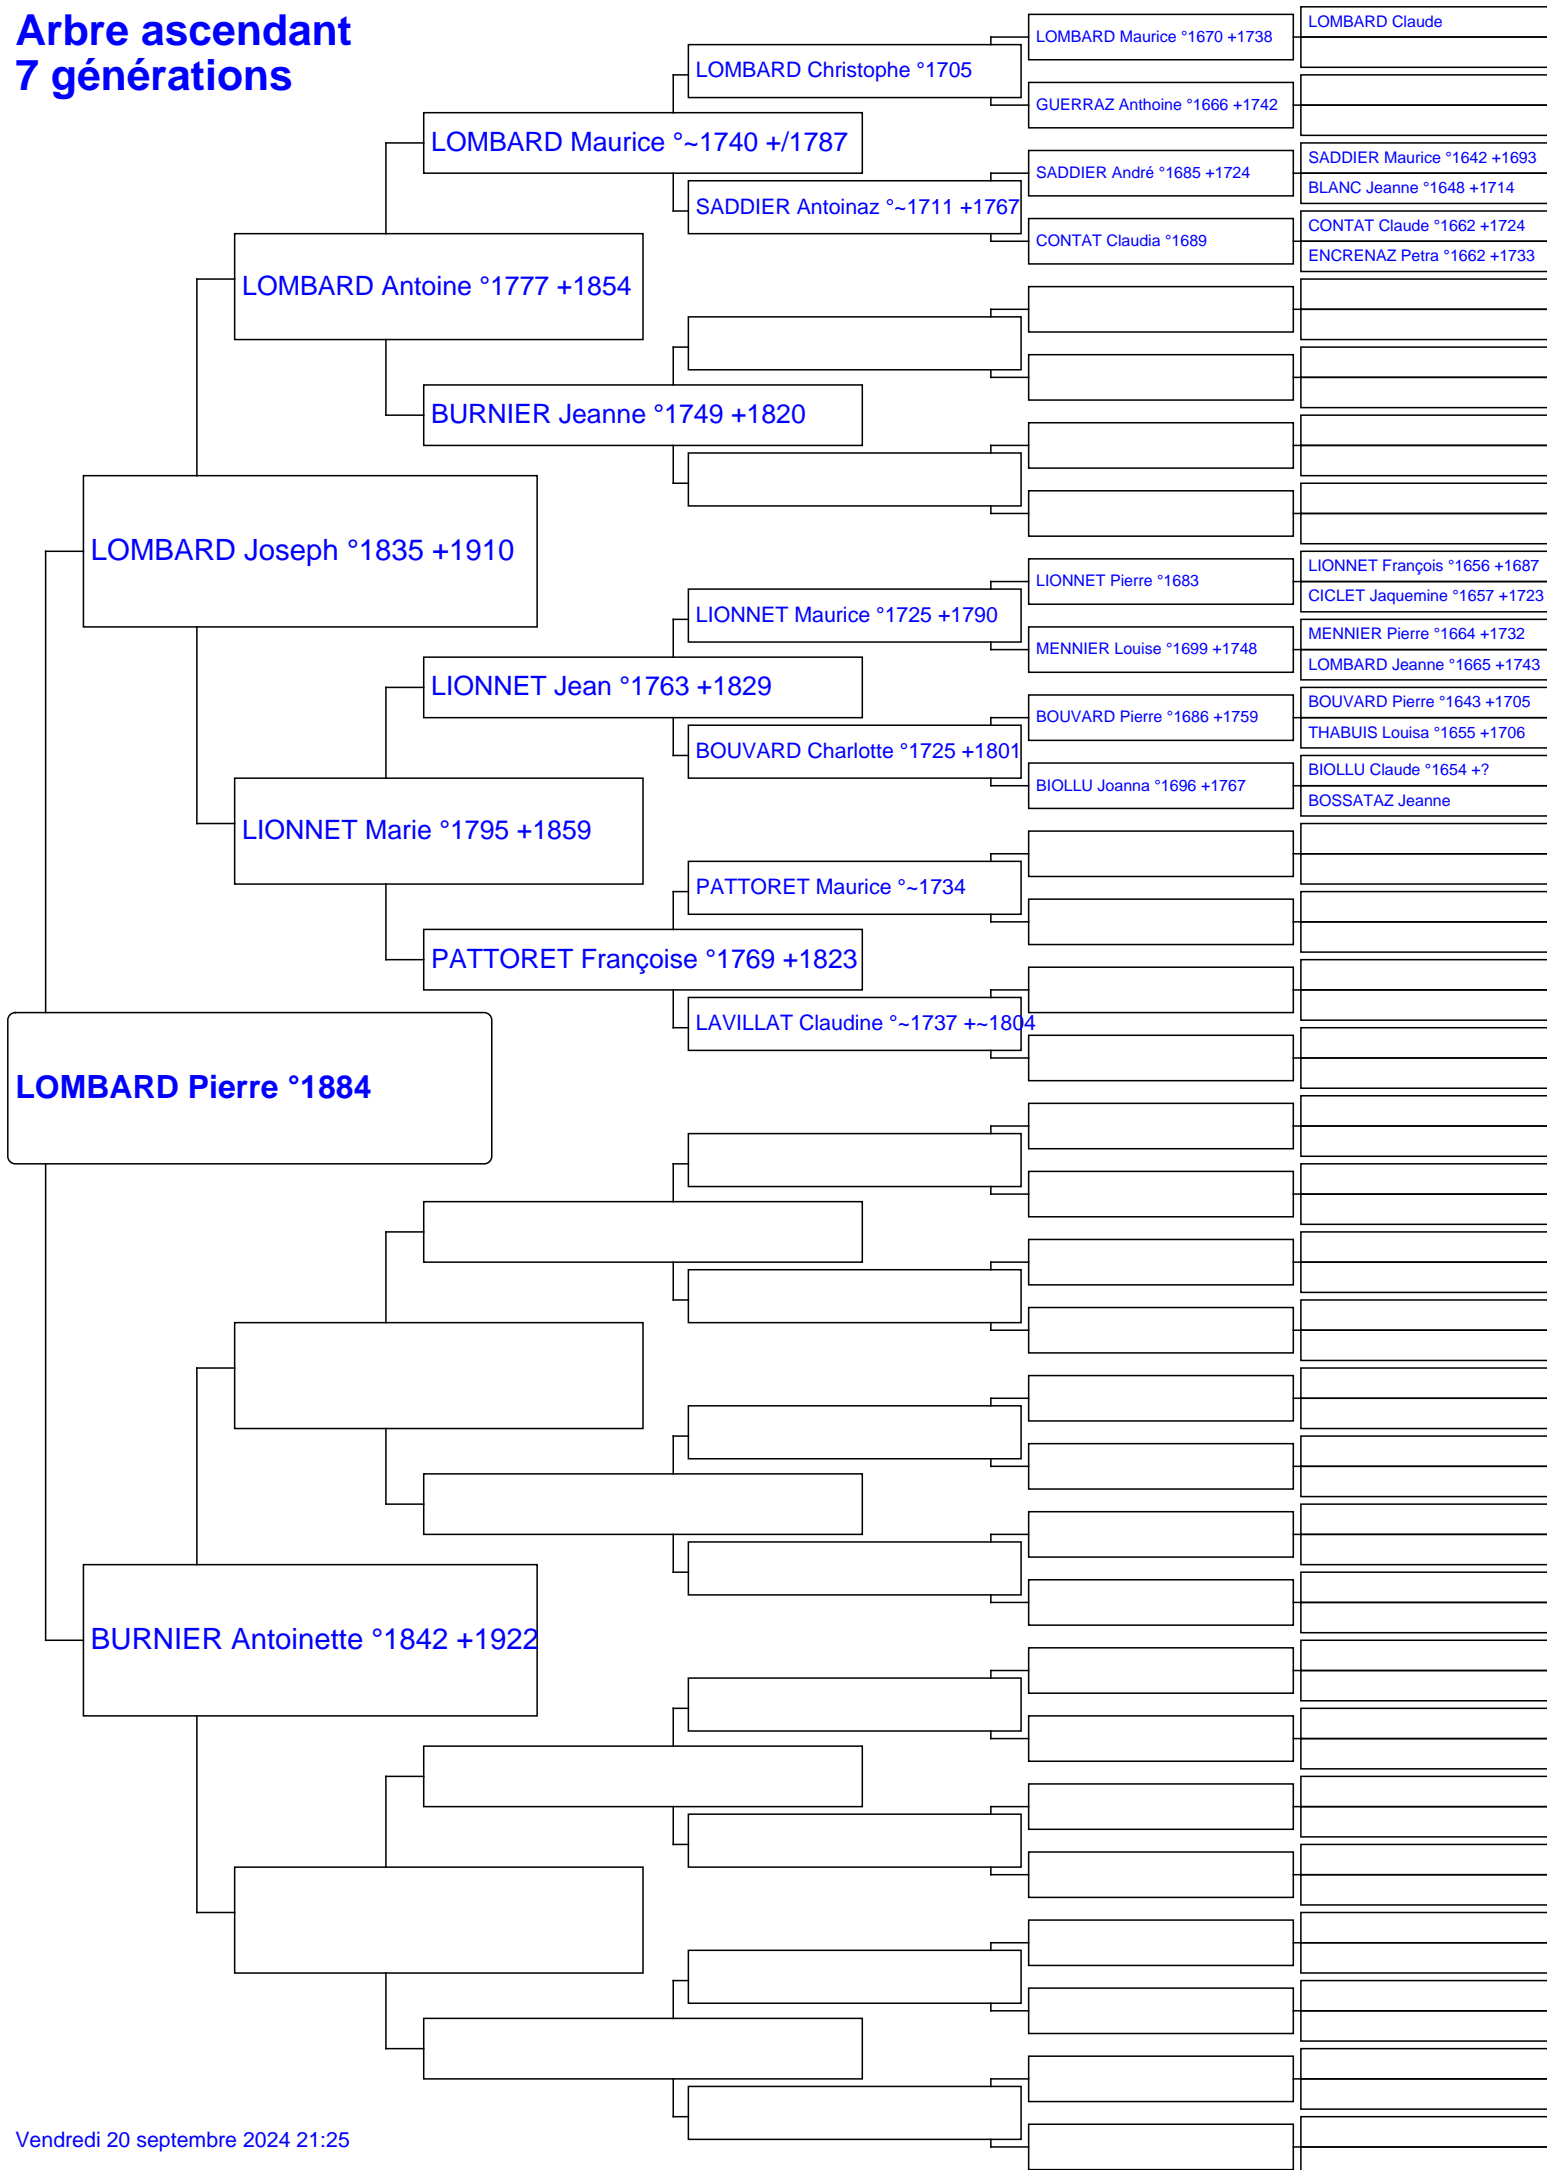 Arbre ascendant
7 générations
LOMBARD Pierre °1884
LOMBARD Joseph °1835 +1910
BURNIER Antoinette °1842 +1922
LOMBARD Antoine °1777 +1854
LIONNET Marie °1795 +1859
LOMBARD Maurice °~1740 +/1787
BURNIER Jeanne °1749 +1820
LIONNET Jean °1763 +1829
PATTORET Françoise °1769 +1823
LOMBARD Christophe °1705
SADDIER Antoinaz °~1711 +1767
LIONNET Maurice °1725 +1790
BOUVARD Charlotte °1725 +1801
PATTORET Maurice °~1734
LAVILLAT Claudine °~1737 +~1804
LOMBARD Maurice °1670 +1738
GUERRAZ Anthoine °1666 +1742
SADDIER André °1685 +1724
CONTAT Claudia °1689
LIONNET Pierre °1683
MENNIER Louise °1699 +1748
BOUVARD Pierre °1686 +1759
BIOLLU Joanna °1696 +1767
LOMBARD Claude
SADDIER Maurice °1642 +1693
BLANC Jeanne °1648 +1714
CONTAT Claude °1662 +1724
ENCRENAZ Petra °1662 +1733
LIONNET François °1656 +1687
CICLET Jaquemine °1657 +1723
MENNIER Pierre °1664 +1732
LOMBARD Jeanne °1665 +1743
BOUVARD Pierre °1643 +1705
THABUIS Louisa °1655 +1706
BIOLLU Claude °1654 +?
BOSSATAZ Jeanne
Vendredi 20 septembre 2024 21:25